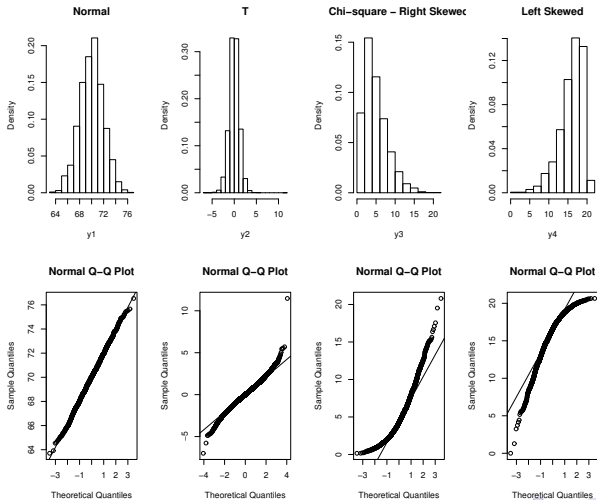 Normal
T
Chi−square − Right Skewed
Left Skewed
Density
0.00 0.05 0.10 0.15 0.20
64 68 72 76
y1
Density
0.00 0.10 0.20 0.30
−5 0 5 10
y2
Density
0.00 0.05 0.10 0.15
0 5 10 15 20
y3
Density
0.00 0.04 0.08 0.12
0 5 10 15 20
y4
Normal Q−Q Plot
Normal Q−Q Plot
Normal Q−Q Plot
Normal Q−Q Plot
Sample Quantiles
64 66 68 70 72 74 76
−3 −1 1 2 3
Theoretical Quantiles
Sample Quantiles
−5 0 5 10
−4 −2 0 2 4
Theoretical Quantiles
Sample Quantiles
0 5 10 15 20
−3 −1 1 2 3
Theoretical Quantiles
Sample Quantiles
0 5 10 15 20
−3 −1 1 2 3
Theoretical Quantiles